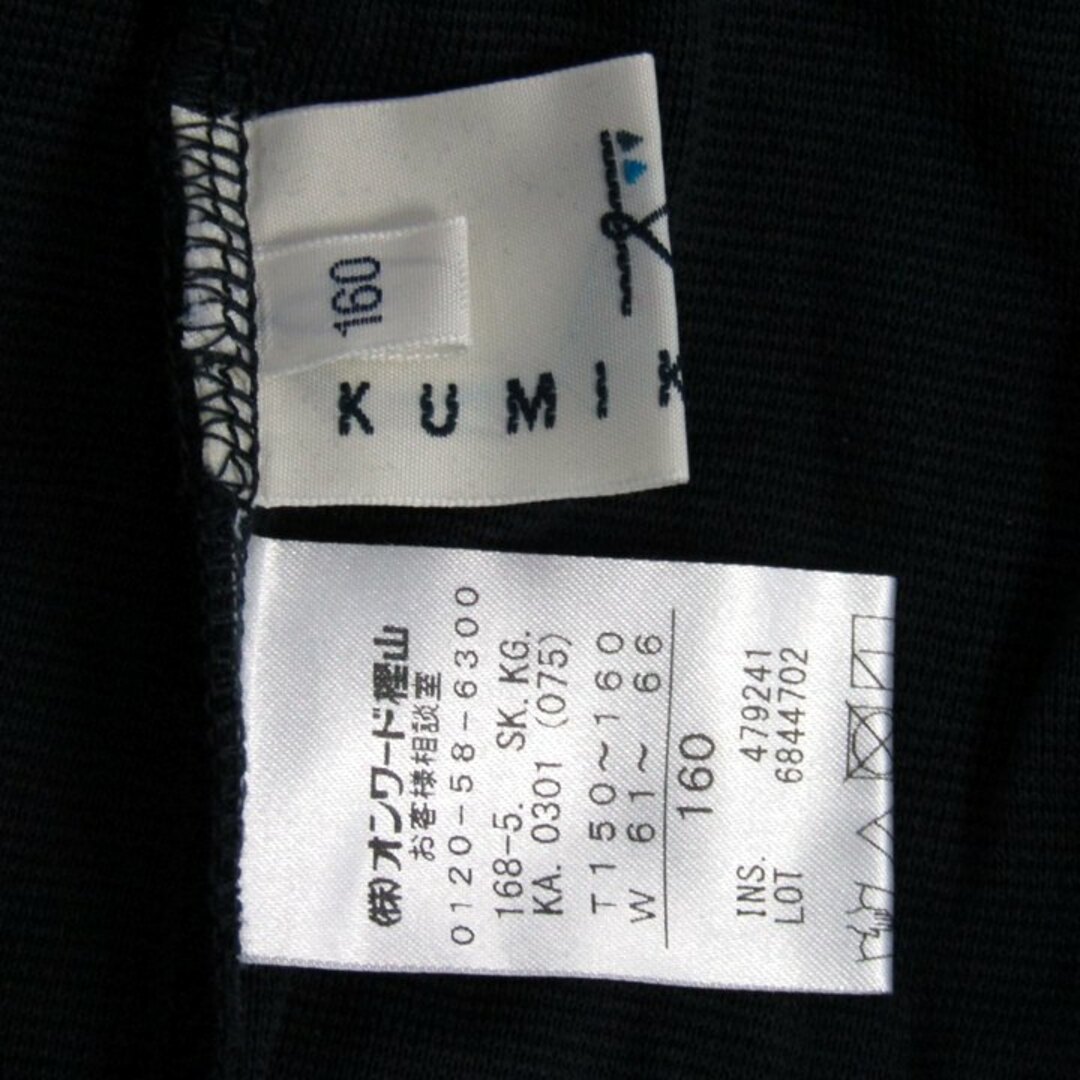 160
KUMIK
(株)オンワード樫山
お客様相談室
0120-58-6300
168-5. SK.KG.
KA.0301 (075)
T150~160
W 61~ 66
160
INS. 479241
LOT 6844702